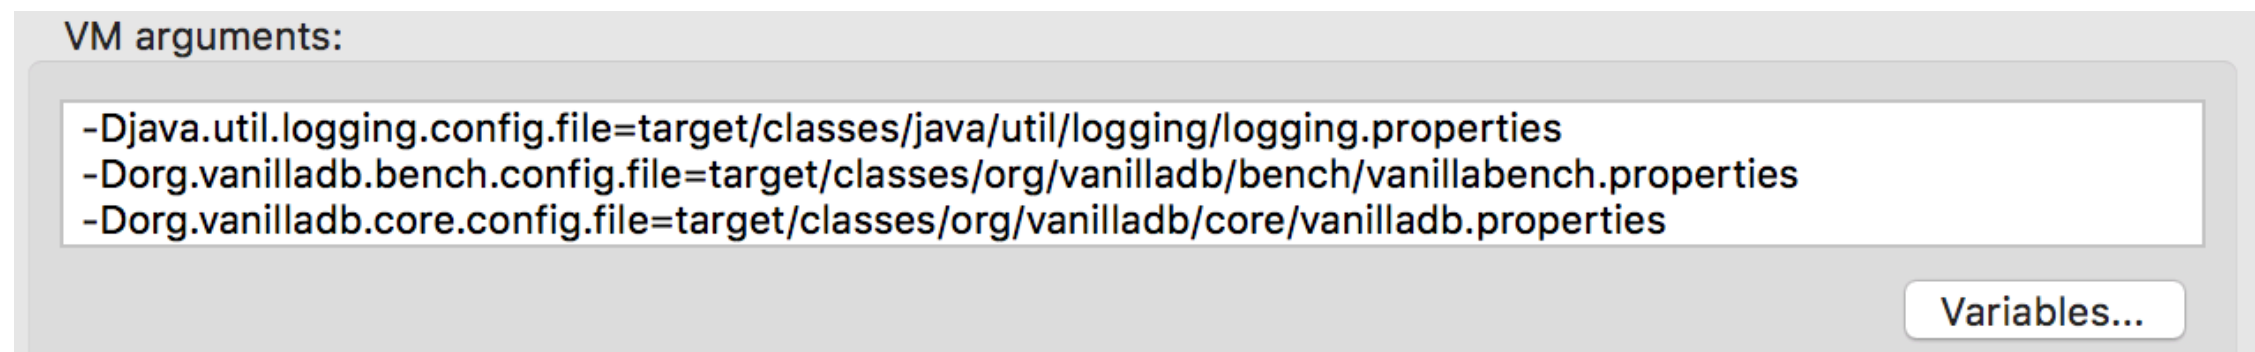 VM arguments:
-Djava.util.logging.config.file=target/classes/java/util/logging/logging.properties
-Dorg.vanilladb.bench.config.file=target/classes/org/vanilladb/bench/vanillabench.properties
-Dorg.vanilladb.core.config.file=target/classes/org/vanilladb/core/vanilladb.properties
Variables...